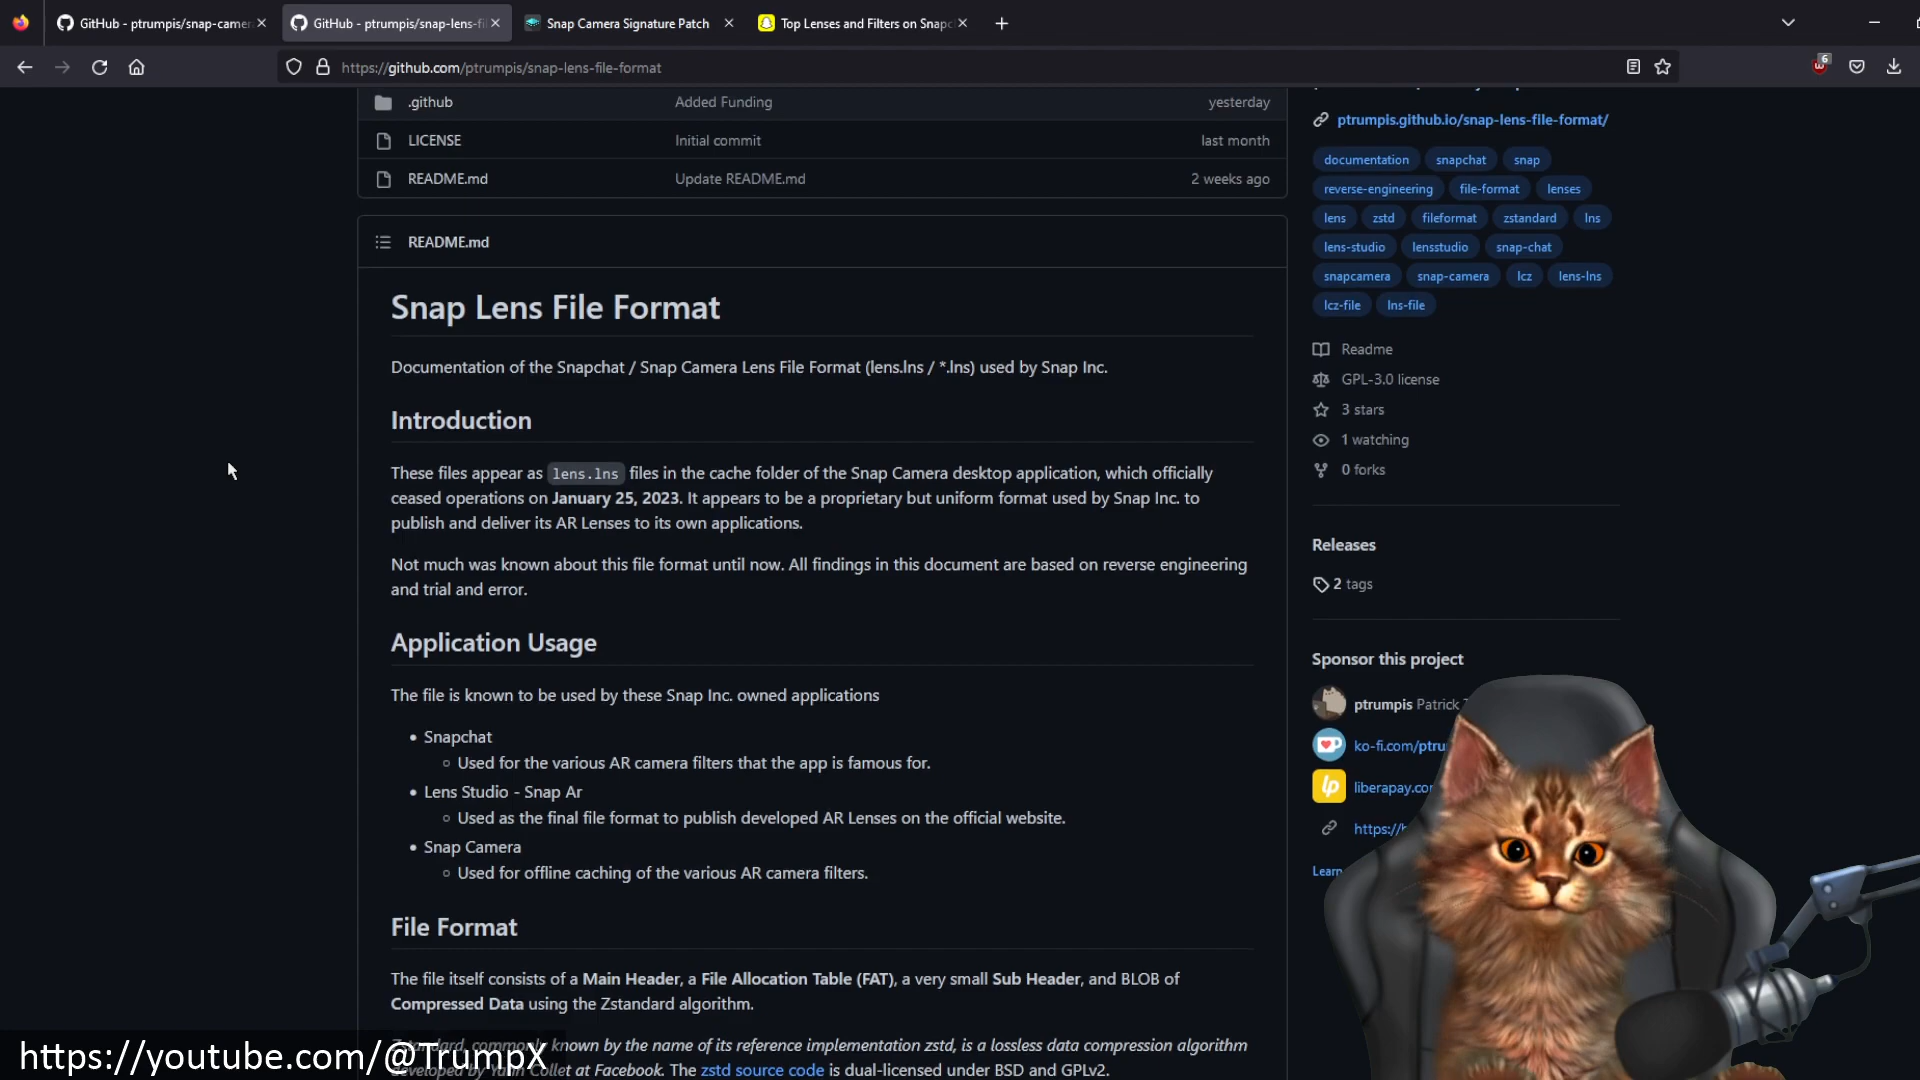 GitHub - ptrumpis/snap-camer
GitHub - ptrumpis/snap-lens-fil
Snap Camera Signature Patch
Top Lenses and Filters on Snapc
https://github.com/ptrumpis/snap-lens-file-format
6
.github Added Funding yesterday
LICENSE Initial commit last month
README.md Update README.md 2 weeks ago
README.md
Snap Lens File Format
Documentation of the Snapchat / Snap Camera Lens File Format (lens.lns / *.lns) used by Snap Inc.
Introduction
These files appear as lens.lns files in the cache folder of the Snap Camera desktop application, which officially
ceased operations on January 25, 2023. It appears to be a proprietary but uniform format used by Snap Inc. to
publish and deliver its AR Lenses to its own applications.
Not much was known about this file format until now. All findings in this document are based on reverse engineering
and trial and error.
Application Usage
The file is known to be used by these Snap Inc. owned applications
• Snapchat
○ Used for the various AR camera filters that the app is famous for.
• Lens Studio - Snap Ar
○ Used as the final file format to publish developed AR Lenses on the official website.
• Snap Camera
○ Used for offline caching of the various AR camera filters.
File Format
The file itself consists of a Main Header, a File Allocation Table (FAT), a very small Sub Header, and BLOB of
Compressed Data using the Zstandard algorithm.
Zstandard, commonly known by the name of its reference implementation zstd, is a lossless data compression algorithm
developed by Yann Collet at Facebook. The zstd source code is dual-licensed under BSD and GPLv2.
ptrumpis.github.io/snap-lens-file-format/
documentation snapchat snap
reverse-engineering file-format lenses
lens zstd fileformat zstandard lns
lens-studio lensstudio snap-chat
snapcamera snap-camera lcz lens-lns
lcz-file lns-file
Readme
GPL-3.0 license
3 stars
1 watching
0 forks
Releases
2 tags
Sponsor this project
ptrumpis Patrick
ko-fi.com/ptru
lp liberapay.co
https://
Learn
https://youtube.com/@TrumpX